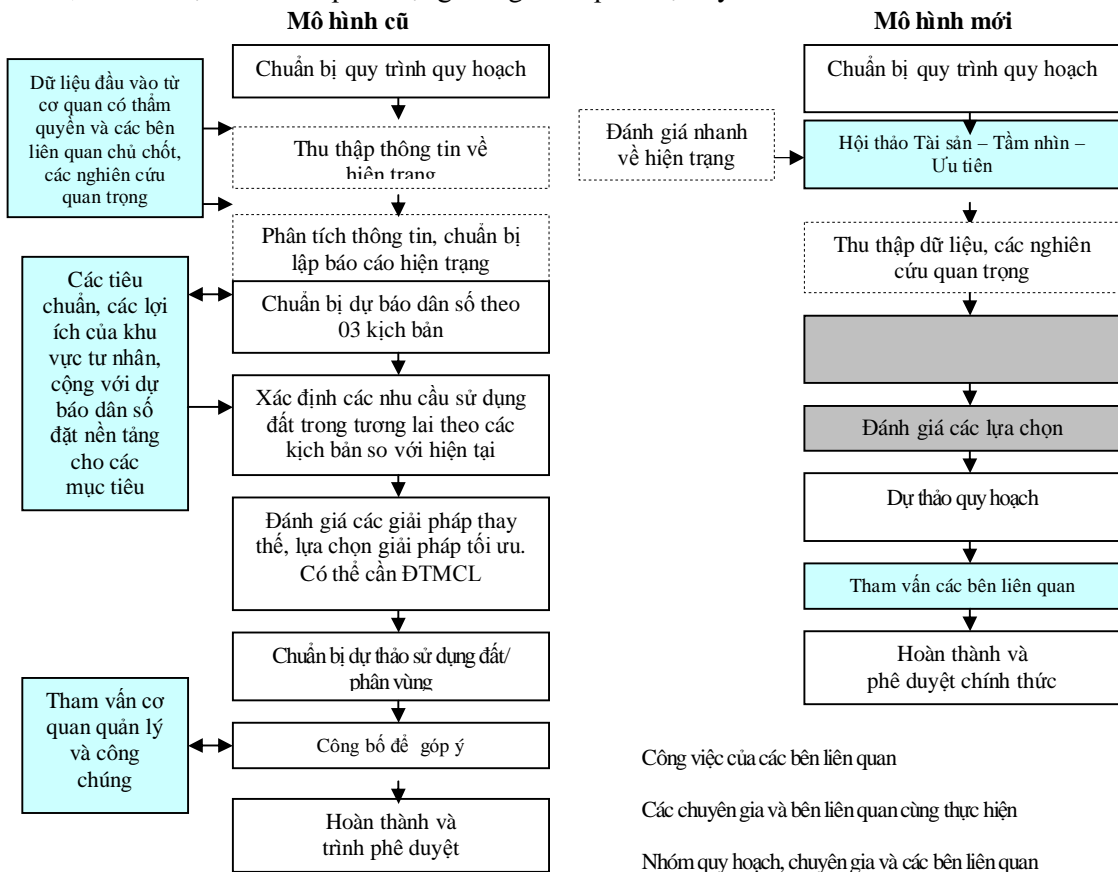 Mô hình cũ
Chuẩn bị quy trình quy hoạch
Dữ liệu đầu vào từ
cơ quan có thẩm
quyền và các bên
liên quan chủ chốt,
các nghiên cứu
quan trọng
Thu thập thông tin về
hiện trạng
Phân tích thông tin, chuẩn bị
lập báo cáo hiện trạng
Các tiêu
chuẩn, các lợi
ích của khu
vực tư nhân,
cộng với dự
báo dân số
đặt nền tảng
cho các
mục tiêu
Chuẩn bị dự báo dân số theo
03 kịch bản
Xác định các nhu cầu sử dụng
đất trong tương lai theo các
kịch bản so với hiện tại
Đánh giá các giải pháp thay
thế, lựa chọn giải pháp tối ưu.
Có thể cần ĐTMCL
Chuẩn bị dự thảo sử dụng đất/
phân vùng
Tham vấn cơ
quan quản lý
và công
chúng
Công bố để góp ý
Hoàn thành và
trình phê duyệt
Mô hình mới
Chuẩn bị quy trình quy hoạch
Đánh giá nhanh
về hiện trạng
Hội thảo Tài sản – Tầm nhìn –
Ưu tiên
Thu thập dữ liệu, các nghiên
cứu quan trọng
Đánh giá các lựa chọn
Dự thảo quy hoạch
Tham vấn các bên liên quan
Hoàn thành và
phê duyệt chính thức
Công việc của các bên liên quan
Các chuyên gia và bên liên quan cùng thực hiện
Nhóm quy hoạch, chuyên gia và các bên liên quan